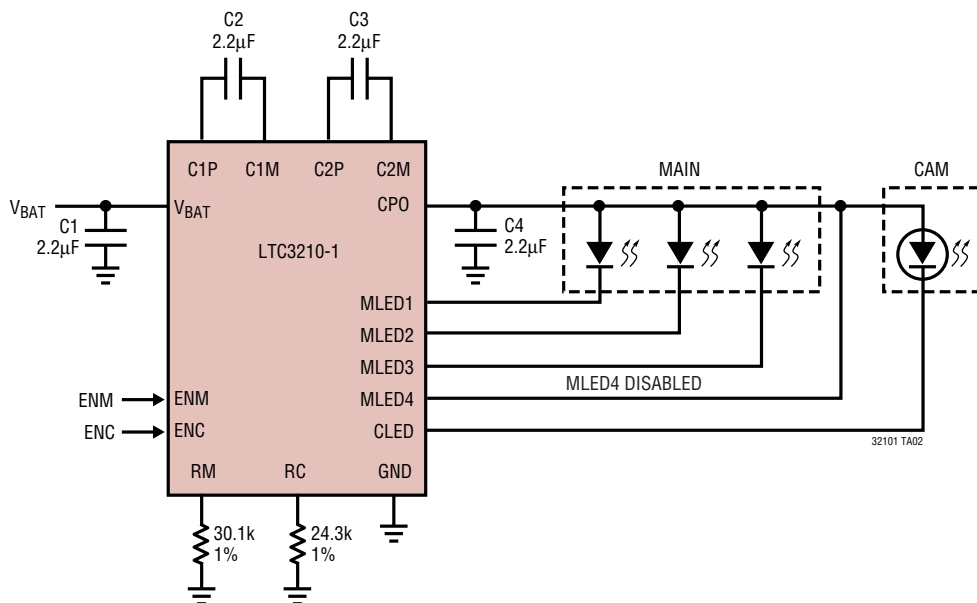 C2
2.2μF
C3
2.2μF
C1P
C1M
C2P
C2M
MAIN
CAM
VBAT
VBAT
CPO
C1
2.2μF
LTC3210-1
C4
2.2μF
MLED1
MLED2
MLED3
MLED4 DISABLED
ENM
ENM
MLED4
ENC
ENC
CLED
32101 TA02
RM
RC
GND
30.1k
1%
24.3k
1%